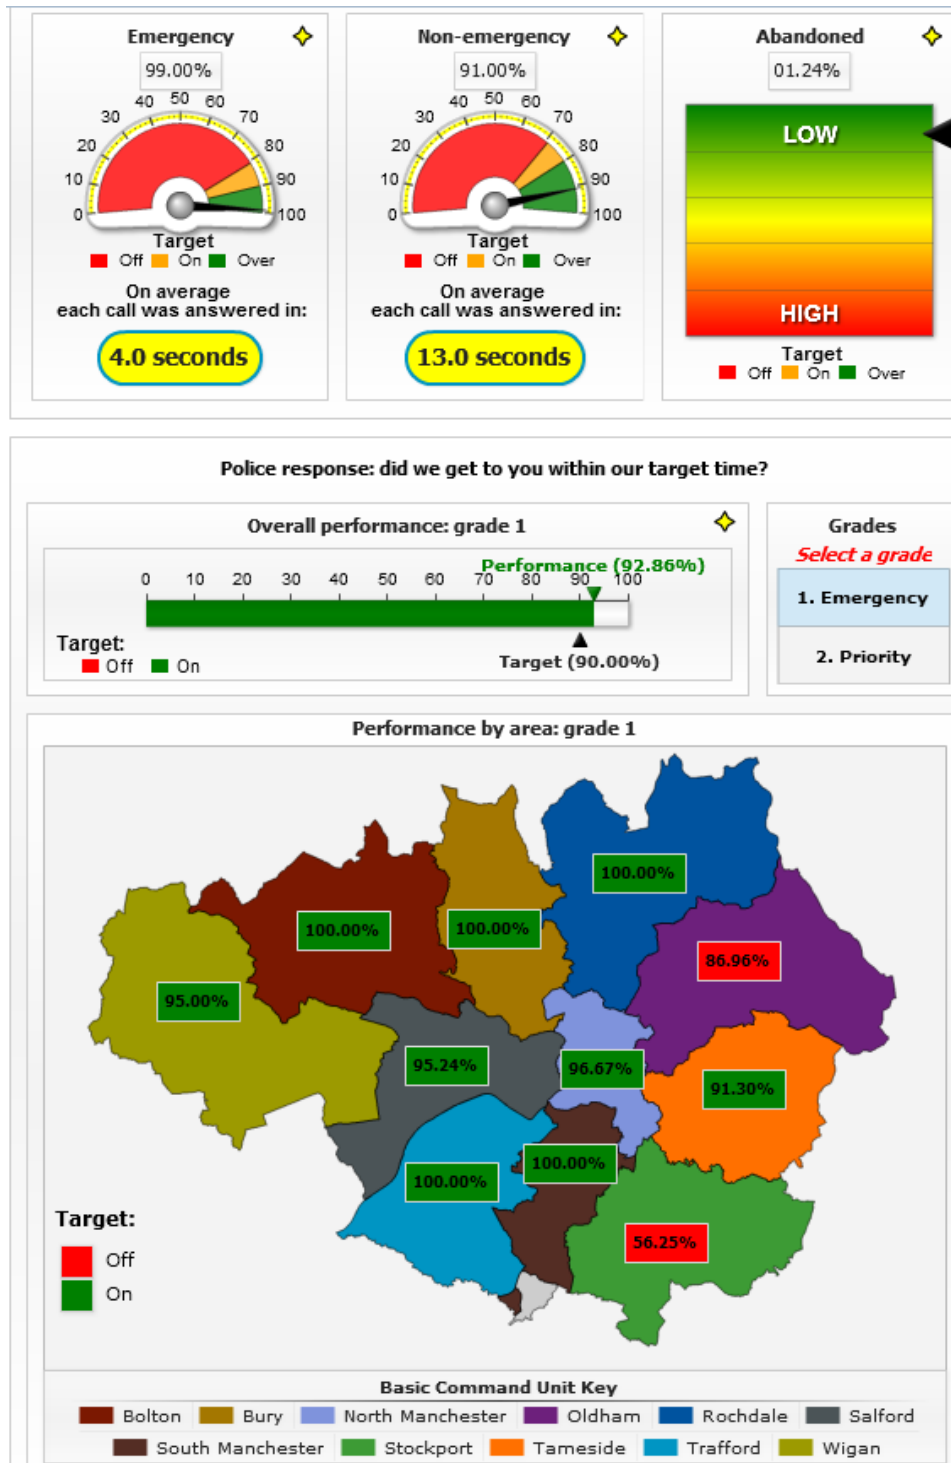 Emergency
99.00%
0 10 20 30 40 50 60 70 80 90 100
Target
Off On Over
On average
each call was answered in:
4.0 seconds
Non-emergency
91.00%
0 10 20 30 40 50 60 70 80 90 100
Target
Off On Over
On average
each call was answered in:
13.0 seconds
Abandoned
01.24%
LOW
HIGH
Target
Off On Over
Police response: did we get to you within our target time?
Overall performance: grade 1
Performance (92.86%)
0 10 20 30 40 50 60 70 80 90 100
Target:
Off On
Target (90.00%)
Grades
Select a grade
1. Emergency
2. Priority
Performance by area: grade 1
100.00%
100.00%
100.00%
86.96%
95.00%
95.24%
96.67%
91.30%
100.00%
100.00%
56.25%
Target:
Off
On
Basic Command Unit Key
Bolton Bury North Manchester Oldham Rochdale Salford
South Manchester Stockport Tameside Trafford Wigan